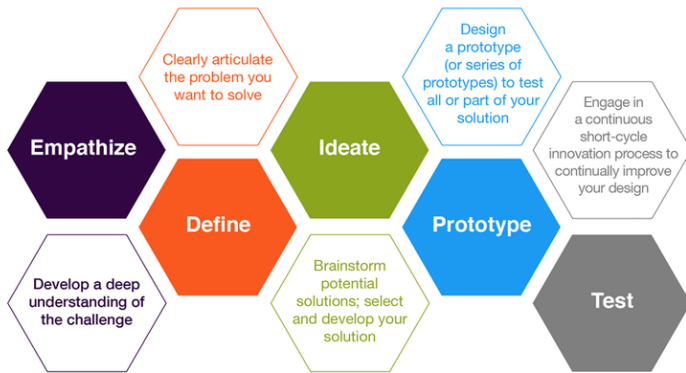 Empathize
Develop a deep
understanding of
the challenge
Clearly articulate
the problem you
want to solve
Define
Ideate
Brainstorm
potential
solutions; select
and develop your
solution
Design
a prototype
(or series of
prototypes) to test
all or part of your
solution
Prototype
Engage in
a continuous
short-cycle
innovation process to
continually improve
your design
Test